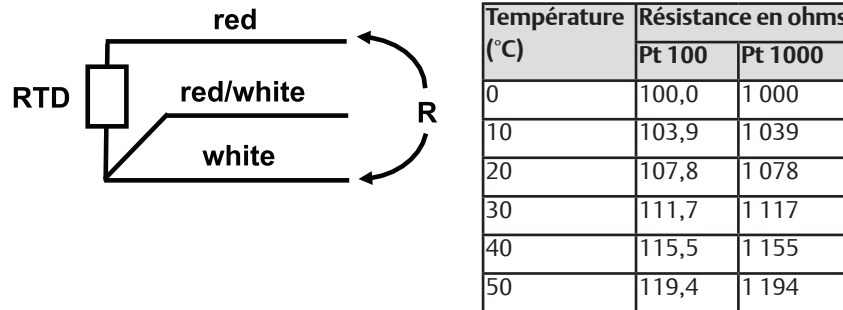 red
RTD
red/white
R
white
Température Résistance en ohms
(°C) Pt 100 Pt 1000
0 100,0 1 000
10 103,9 1 039
20 107,8 1 078
30 111,7 1 117
40 115,5 1 155
50 119,4 1 194